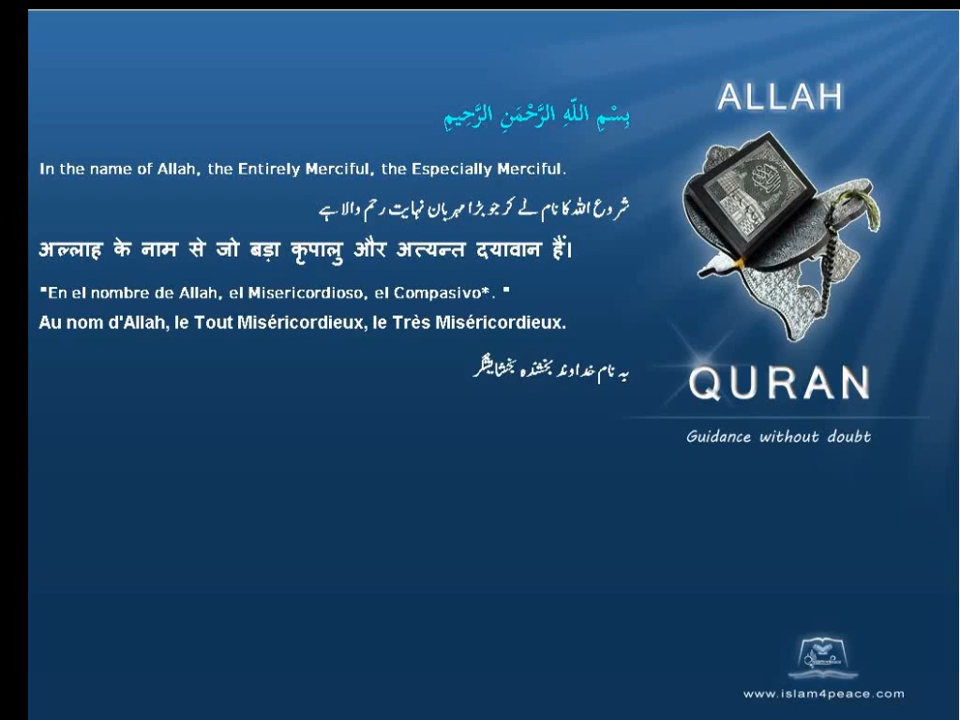 بِسْمِ اللَّهِ الرَّحْمَنِ الرَّحِيمِ
In the name of Allah, the Entirely Merciful, the Especially Merciful.
شروع الله کا نام لے کر جو بڑا مہربان نہایت رحم والا ہے
अल्लाह के नाम से जो बड़ा कृपालु और अत्यन्त दयावान हैं।
"En el nombre de Allah, el Misericordioso, el Compasivo*. "
Au nom d'Allah, le Tout Miséricordieux, le Très Miséricordieux.
به نام خداوند بخشنده بخشایشگر
ALLAH
QURAN
Guidance without doubt
www.islam4peace.com